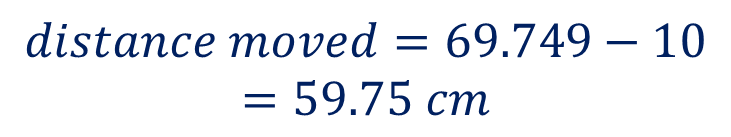 distance moved = 69.749 − 10
= 59.75 cm